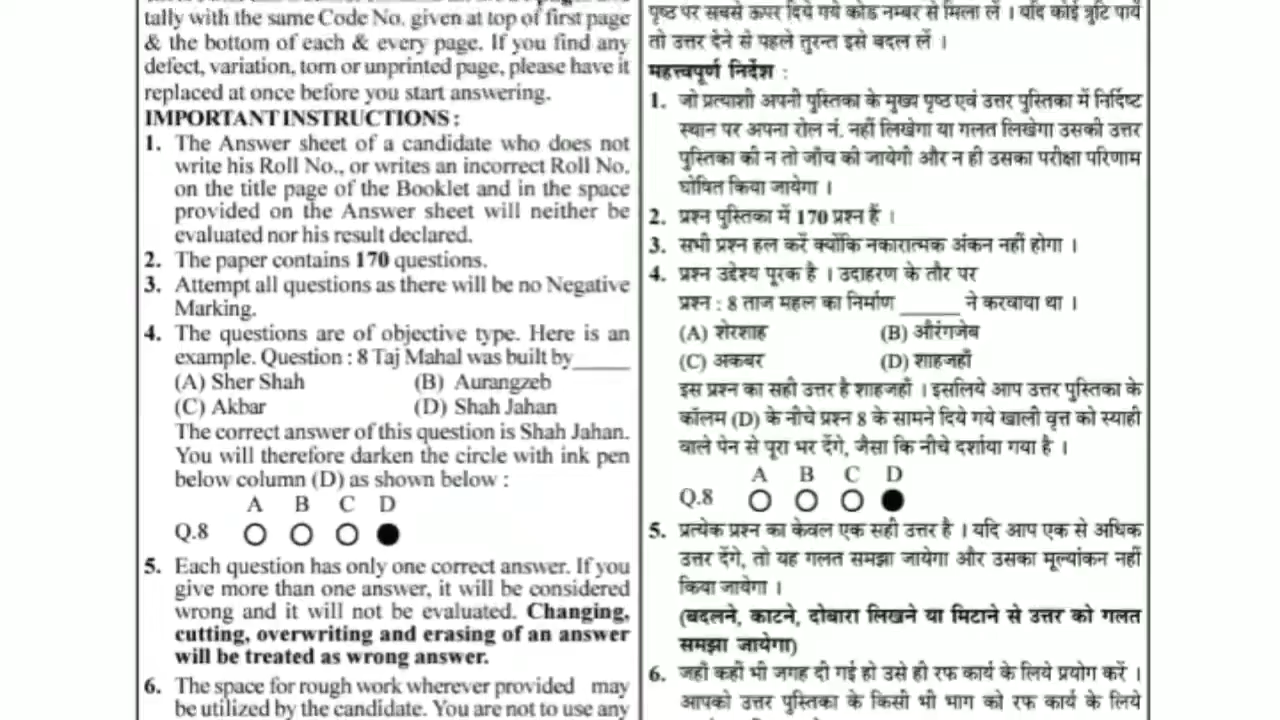 tally with the same Code No. given at top of first page
& the bottom of each & every page. If you find any
defect, variation, torn or unprinted page, please have it
replaced at once before you start answering.
IMPORTANT INSTRUCTIONS :
1. The Answer sheet of a candidate who does not
write his Roll No., or writes an incorrect Roll No.
on the title page of the Booklet and in the space
provided on the Answer sheet will neither be
evaluated nor his result declared.
2. The paper contains 170 questions.
3. Attempt all questions as there will be no Negative
Marking.
4. The questions are of objective type. Here is an
example. Question : 8 Taj Mahal was built by_____
(A) Sher Shah (B) Aurangzeb
(C) Akbar (D) Shah Jahan
The correct answer of this question is Shah Jahan.
You will therefore darken the circle with ink pen
below column (D) as shown below :
A B C D
Q.8 ○ ○ ○ ●
5. Each question has only one correct answer. If you
give more than one answer, it will be considered
wrong and it will not be evaluated. Changing,
cutting, overwriting and erasing of an answer
will be treated as wrong answer.
6. The space for rough work wherever provided may
be utilized by the candidate. You are not to use any
पृष्ठ पर सबसे ऊपर दिये गये कोड नम्बर से मिला लें । यदि कोई त्रुटि पायें
तो उत्तर देने से पहले तुरन्त इसे बदल लें ।
महत्त्वपूर्ण निर्देश :
1. जो प्रत्याशी अपनी पुस्तिका के मुख्य पृष्ठ एवं उत्तर पुस्तिका में निर्दिष्ट
स्थान पर अपना रोल नं. नहीं लिखेगा या गलत लिखेगा उसकी उत्तर
पुस्तिका की न तो जाँच की जायेगी और न ही उसका परीक्षा परिणाम
घोषित किया जायेगा ।
2. प्रश्न पुस्तिका में 170 प्रश्न हैं ।
3. सभी प्रश्न हल करें क्योंकि नकारात्मक अंकन नहीं होगा ।
4. प्रश्न उद्देश्य पूरक है । उदाहरण के तौर पर
प्रश्न : 8 ताज महल का निर्माण _____ ने करवाया था ।
(A) शेरशाह (B) औरंगजेब
(C) अकबर (D) शाहजहाँ
इस प्रश्न का सही उत्तर है शाहजहाँ । इसलिये आप उत्तर पुस्तिका के
कॉलम (D) के नीचे प्रश्न 8 के सामने दिये गये खाली वृत्त को स्याही
वाले पेन से पूरा भर देंगे, जैसा कि नीचे दर्शाया गया है ।
A B C D
Q.8 ○ ○ ○ ●
5. प्रत्येक प्रश्न का केवल एक सही उत्तर है । यदि आप एक से अधिक
उत्तर देंगे, तो यह गलत समझा जायेगा और उसका मूल्यांकन नहीं
किया जायेगा ।
(बदलने, काटने, दोबारा लिखने या मिटाने से उत्तर को गलत
समझा जायेगा)
6. जहाँ कहीं भी जगह दी गई हो उसे ही रफ कार्य के लिये प्रयोग करें ।
आपको उत्तर पुस्तिका के किसी भी भाग को रफ कार्य के लिये